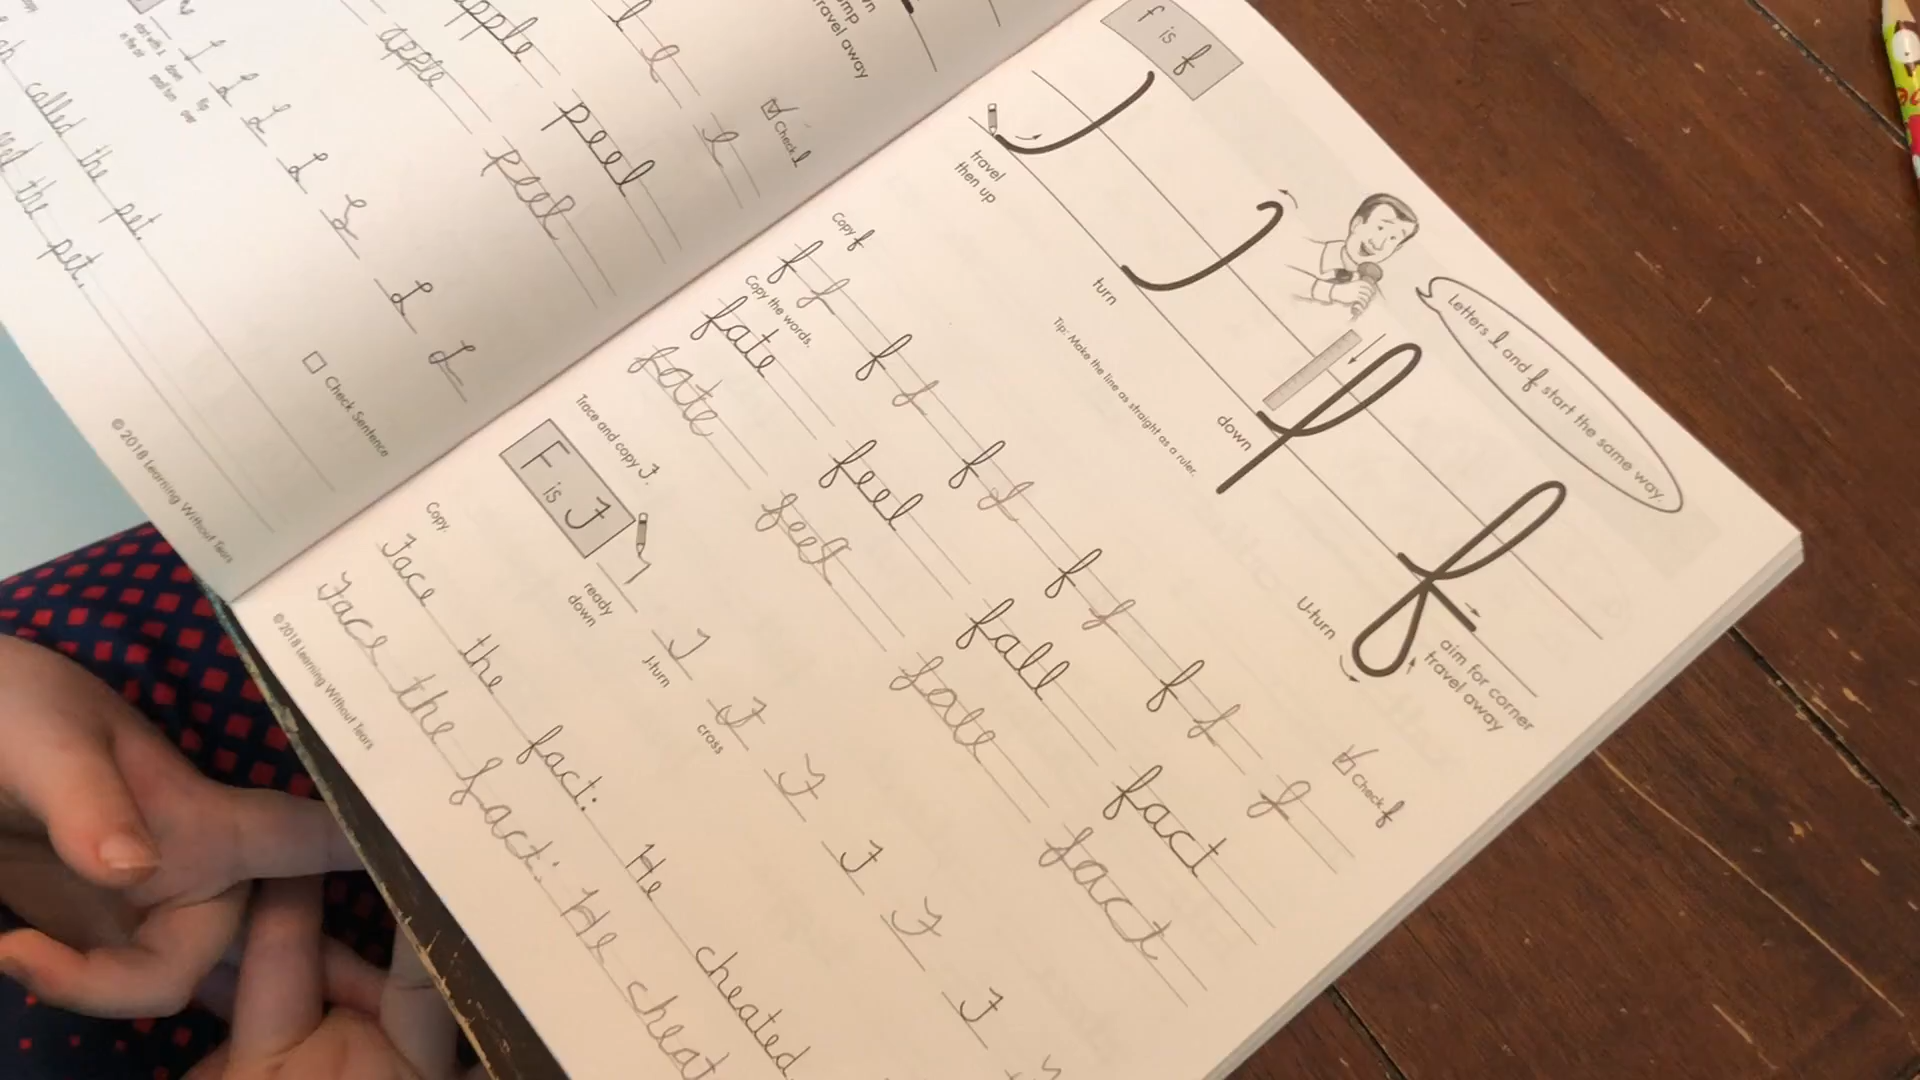 apple
apple
peel
peel
l l
l
travel away
Check l
called the pet.
the pet.
L L L L L L L
Check Sentence
© 2018 Learning Without Tears
f is f
travel
then up
turn
down
U-turn
aim for corner
travel away
Letters l and f start the same way.
Tip: Make the line as straight as a ruler.
Copy f
f f f f f f f f f f f
Check f
Copy the words.
fate feel fall fact
fate feel fall fact
Trace and copy F.
F is F
ready
down
J-turn
cross
F F F F F
Copy.
Face the fact: He cheated.
Face the fact: He cheat
© 2018 Learning Without Tears